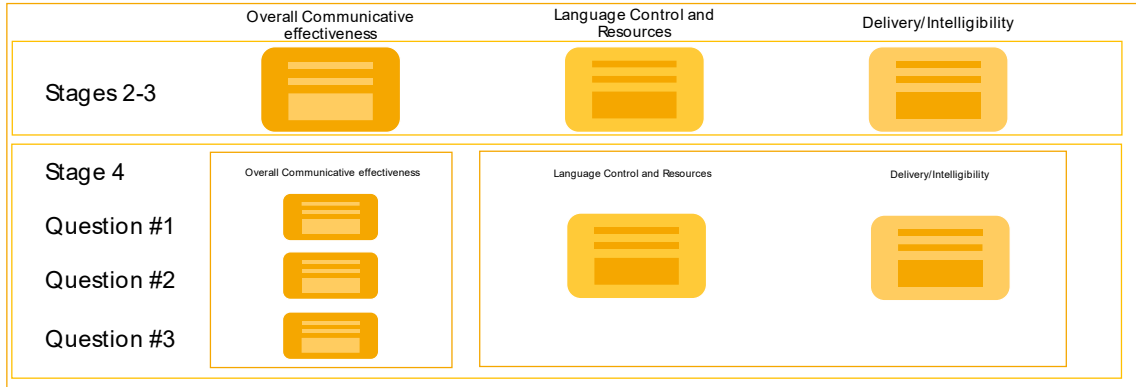 Overall Communicative
effectiveness
Language Control and
Resources
Delivery/Intelligibility
Stages 2-3
Stage 4
Overall Communicative effectiveness
Language Control and Resources
Delivery/Intelligibility
Question #1
Question #2
Question #3